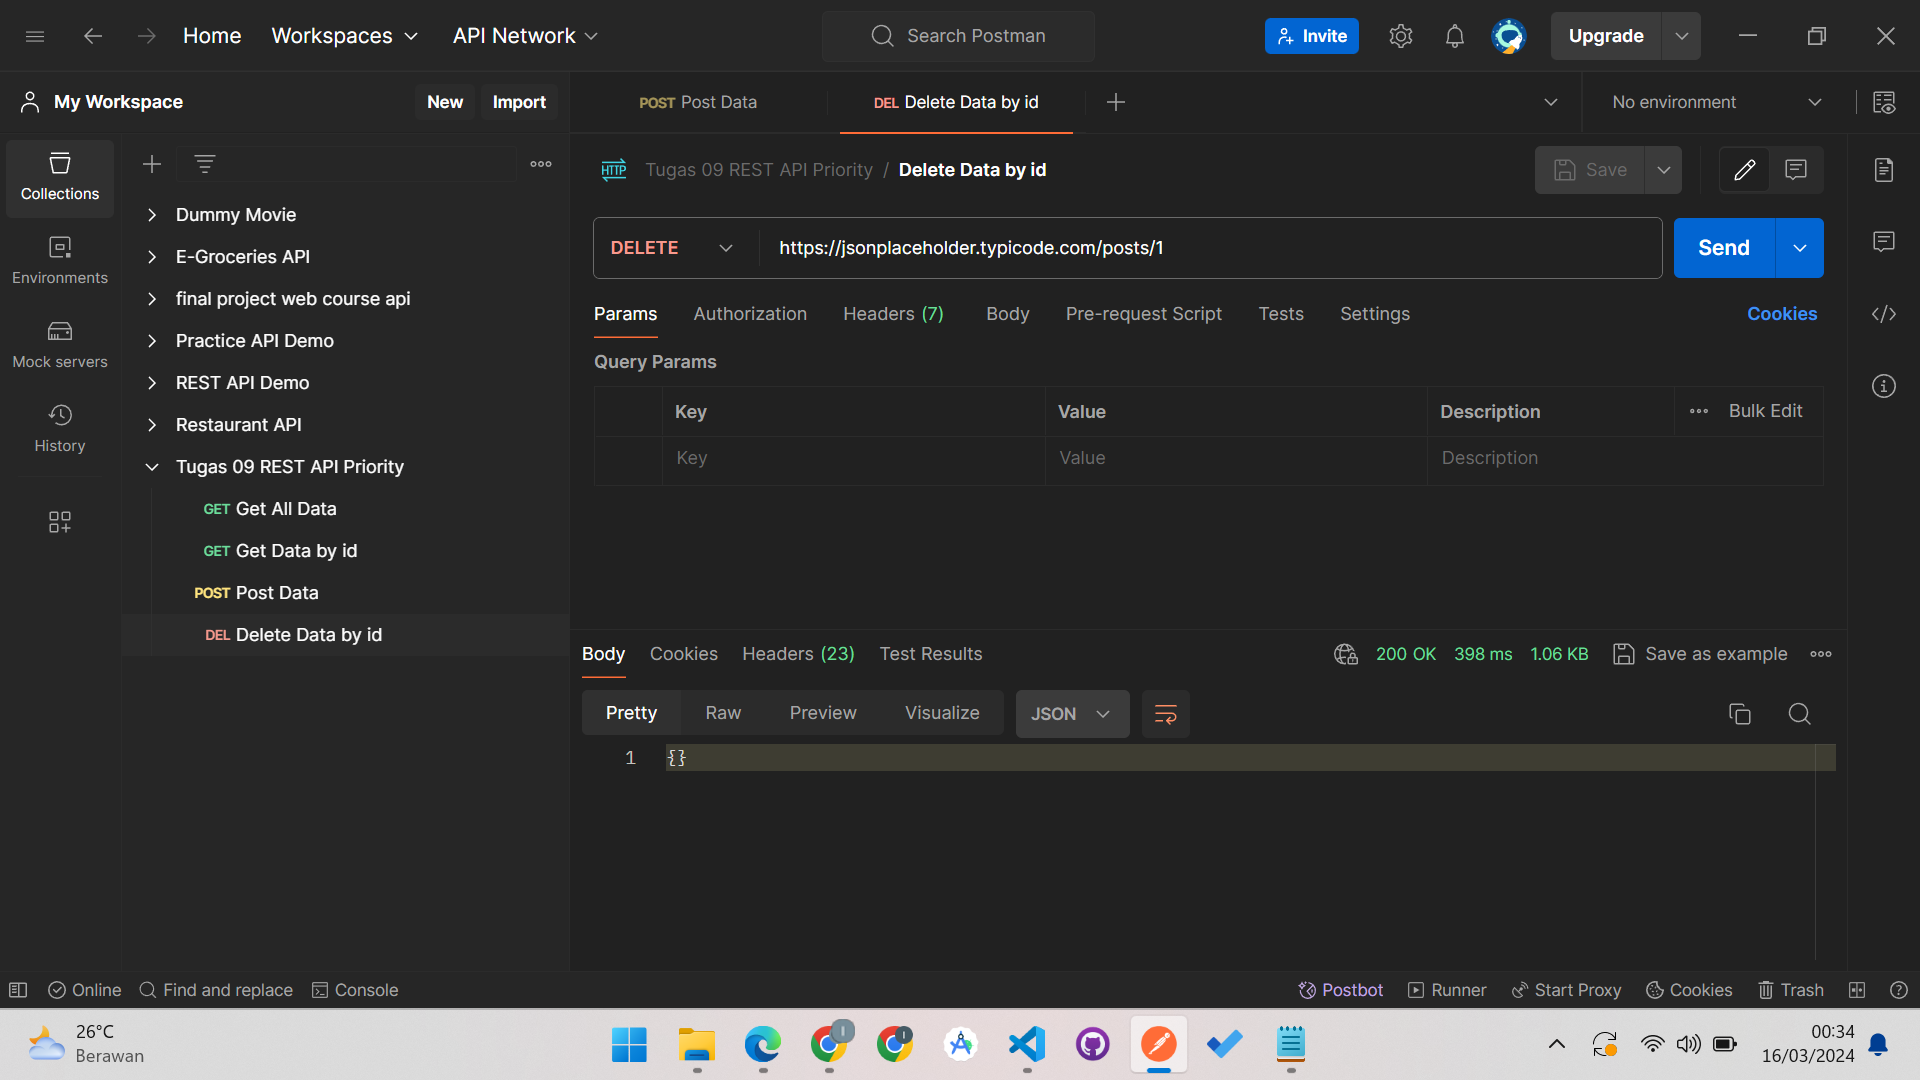 Home
Workspaces
API Network
Search Postman
Invite
Upgrade
My Workspace
New
Import
POST Post Data
DEL Delete Data by id
No environment
Collections
Environments
Mock servers
History
Dummy Movie
E-Groceries API
final project web course api
Practice API Demo
REST API Demo
Restaurant API
Tugas 09 REST API Priority
GET Get All Data
GET Get Data by id
POST Post Data
DEL Delete Data by id
HTTP Tugas 09 REST API Priority / Delete Data by id
Save
DELETE
https://jsonplaceholder.typicode.com/posts/1
Send
Params
Authorization
Headers (7)
Body
Pre-request Script
Tests
Settings
Cookies
Query Params
Key
Value
Description
Bulk Edit
Key
Value
Description
Body
Cookies
Headers (23)
Test Results
200 OK
398 ms
1.06 KB
Save as example
Pretty
Raw
Preview
Visualize
JSON
1
{}
Online
Find and replace
Console
Postbot
Runner
Start Proxy
Cookies
Trash
26°C
Berawan
00:34
16/03/2024